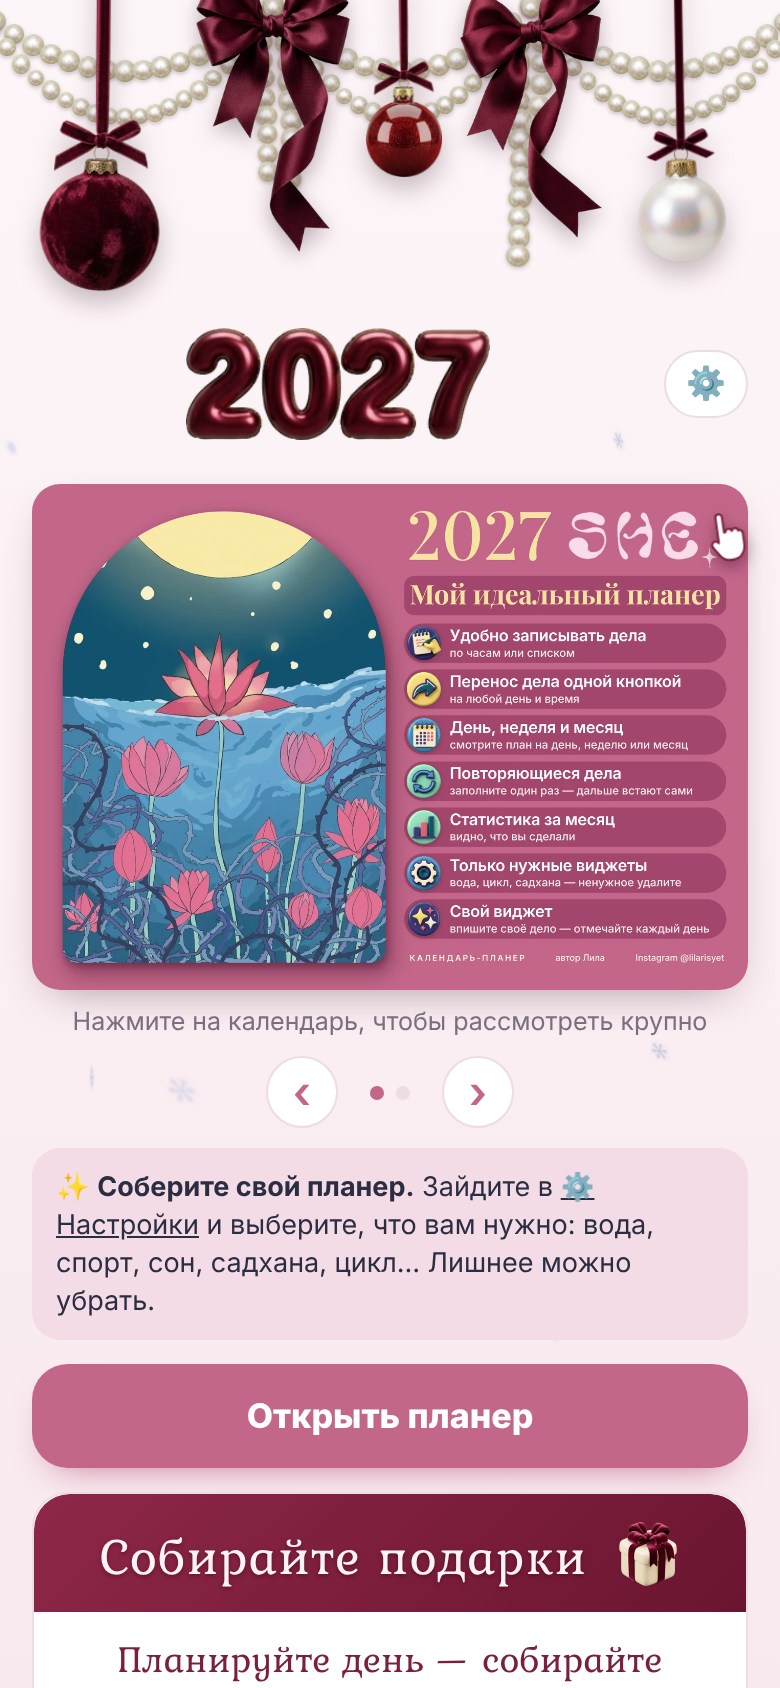 2027
2027 SHE
Мой идеальный планер
Удобно записывать дела
по часам или списком
Перенос дела одной кнопкой
на любой день и время
День, неделя и месяц
смотрите план на день, неделю или месяц
Повторяющиеся дела
заполните один раз — дальше встают сами
Статистика за месяц
видно, что вы сделали
Только нужные виджеты
вода, цикл, садхана — ненужное удалите
Свой виджет
впишите своё дело — отмечайте каждый день
КАЛЕНДАРЬ-ПЛАНЕР автор Лила Instagram @lilarisyet
Нажмите на календарь, чтобы рассмотреть крупно
‹ ›
✨ Соберите свой планер. Зайдите в ⚙️
Настройки и выберите, что вам нужно: вода,
спорт, сон, садхана, цикл... Лишнее можно
убрать.
Открыть планер
Собирайте подарки
Планируйте день — собирайте